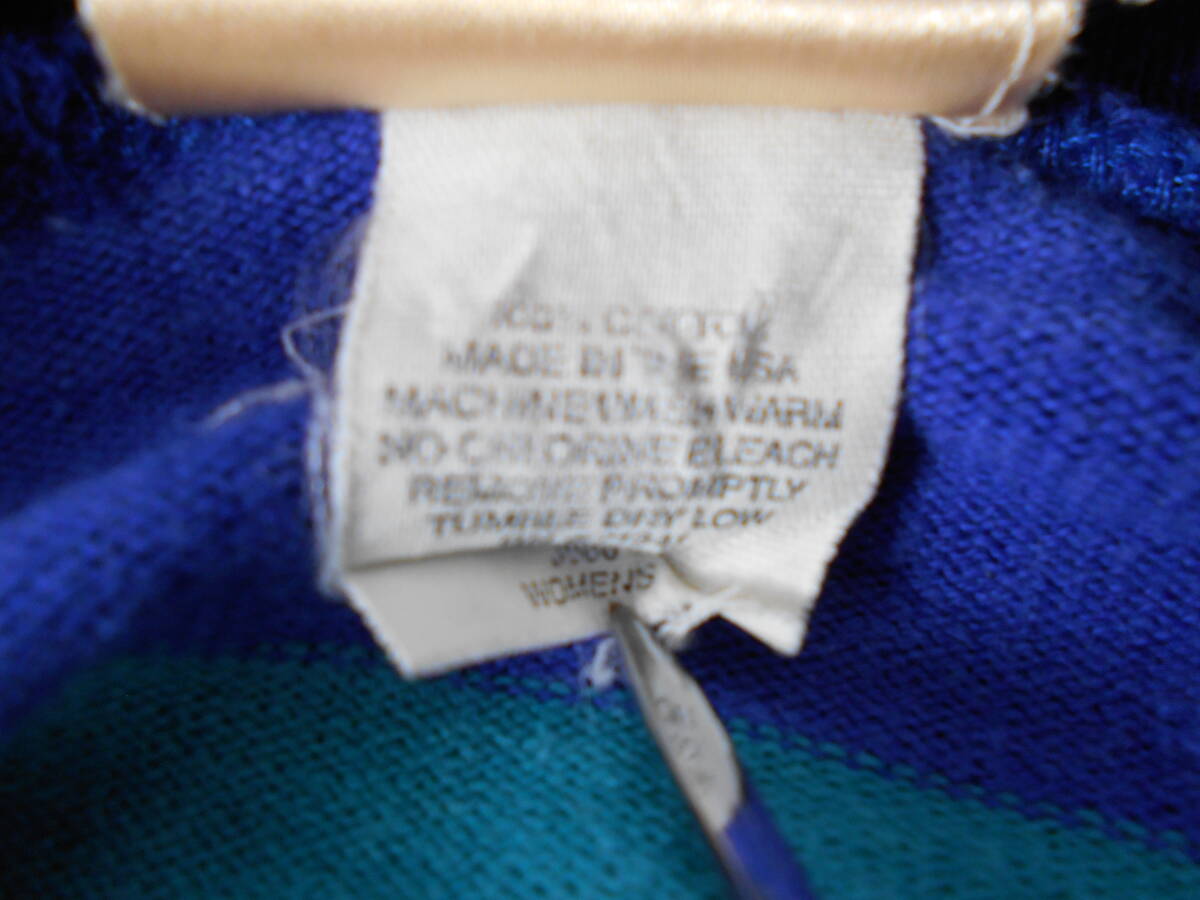 100% COTTON
MADE IN THE USA
MACHINE WASH WARM
NO CHLORINE BLEACH
REMOVE PROMPTLY
TUMBLE DRY LOW
WOMENS